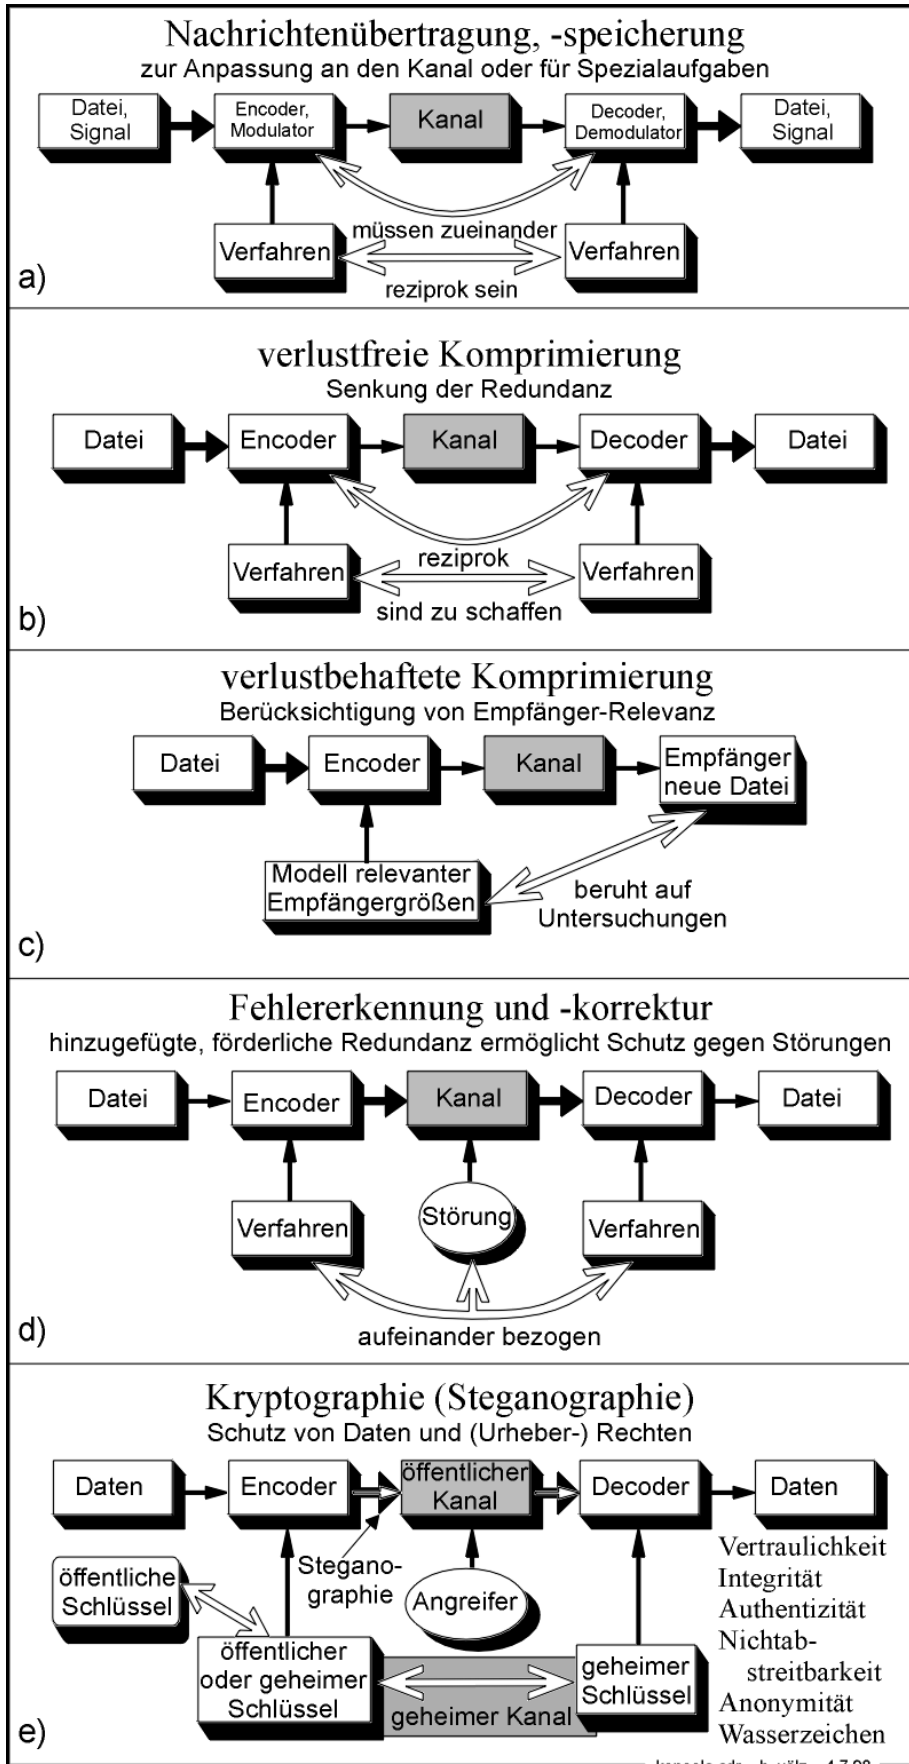 Nachrichtenübertragung, -speicherung
zur Anpassung an den Kanal oder für Spezialaufgaben
Datei,
Signal
Encoder,
Modulator
Kanal
Decoder,
Demodulator
Datei,
Signal
müssen zueinander
Verfahren
Verfahren
reziprok sein
a)
verlustfreie Komprimierung
Senkung der Redundanz
Datei
Encoder
Kanal
Decoder
Datei
reziprok
Verfahren
Verfahren
sind zu schaffen
b)
verlustbehaftete Komprimierung
Berücksichtigung von Empfänger-Relevanz
Datei
Encoder
Kanal
Empfänger
neue Datei
Modell relevanter
Empfängergrößen
beruht auf
Untersuchungen
c)
Fehlererkennung und -korrektur
hinzugefügte, förderliche Redundanz ermöglicht Schutz gegen Störungen
Datei
Encoder
Kanal
Decoder
Datei
Verfahren
Störung
Verfahren
aufeinander bezogen
d)
Kryptographie (Steganographie)
Schutz von Daten und (Urheber-) Rechten
Daten
Encoder
öffentlicher
Kanal
Decoder
Daten
Stegano-
graphie
öffentliche
Schlüssel
Angreifer
öffentlicher
oder geheimer
Schlüssel
geheimer Kanal
geheimer
Schlüssel
Vertraulichkeit
Integrität
Authentizität
Nichtab-
streitbarkeit
Anonymität
Wasserzeichen
e)